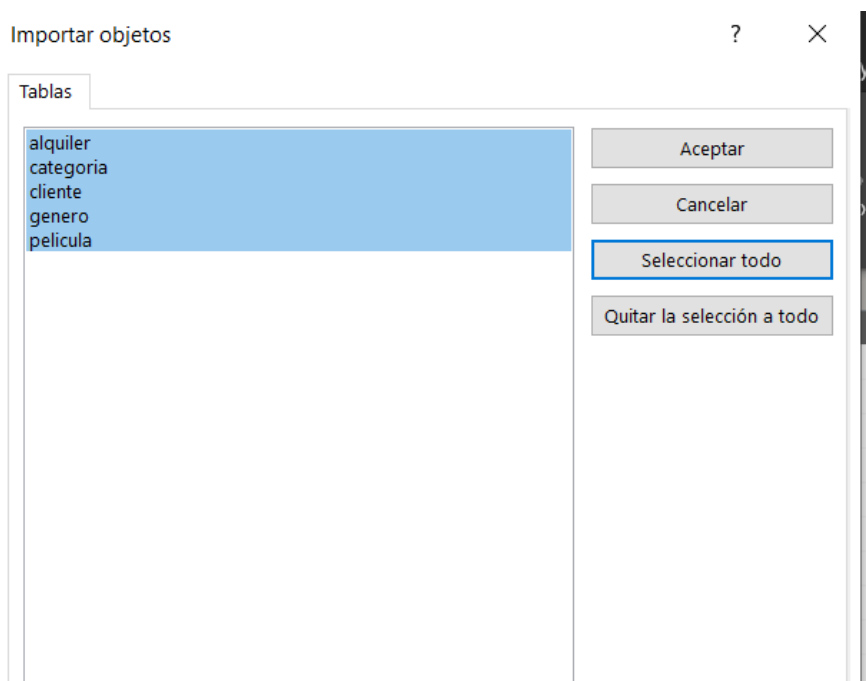 Importar objetos
?
Tablas
alquiler
categoria
cliente
genero
pelicula
Aceptar
Cancelar
Seleccionar todo
Quitar la selección a todo